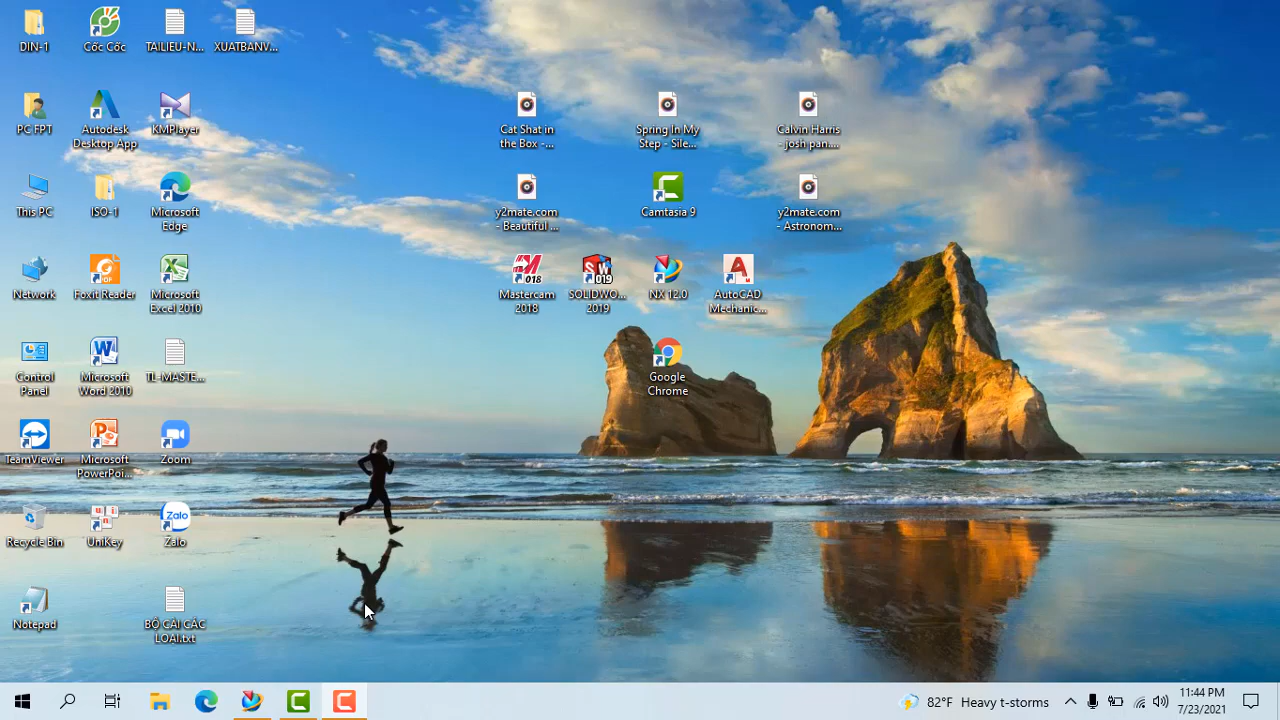 DIN-1
Cốc Cốc
TAILIEU-N...
XUATBANV...
PC FPT
Autodesk
Desktop App
KMPlayer
Cat Shat in
the Box -...
Spring In My
Step - Sile...
Calvin Harris
- josh pan....
This PC
ISO-1
Microsoft
Edge
y2mate.com
- Beautiful ...
Camtasia 9
y2mate.com
- Astronom...
Network
Foxit Reader
Microsoft
Excel 2010
Mastercam
2018
SOLIDWO...
2019
NX 12.0
AutoCAD
Mechanic...
Control
Panel
Microsoft
Word 2010
TL-MASTE...
Google
Chrome
TeamViewer
Microsoft
PowerPoi...
Zoom
Recycle Bin
UniKey
Zalo
Notepad
BỘ CÀI CÁC
LOẠI.txt
82°F Heavy t-storms
11:44 PM
7/23/2021